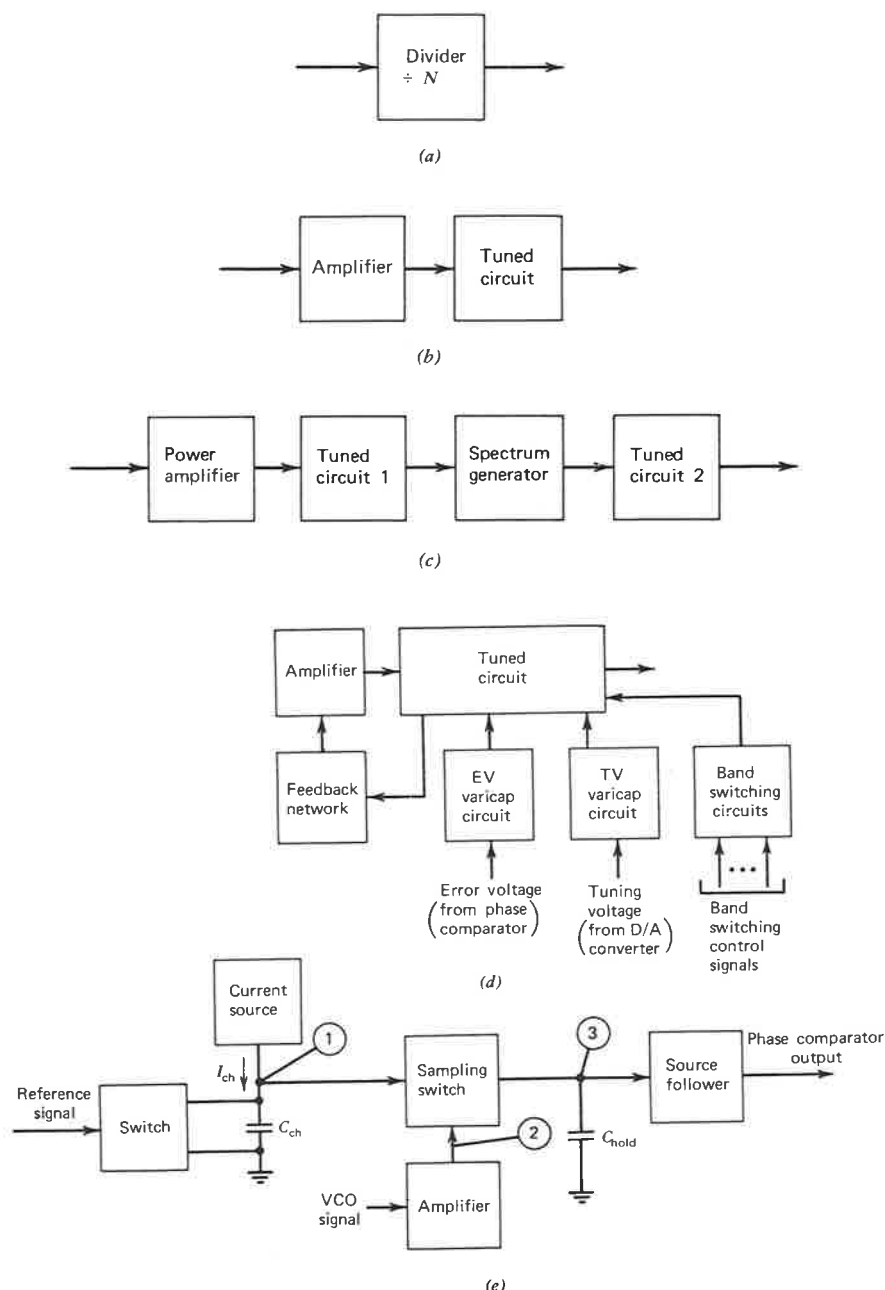 Divider
÷ N
(a)
Amplifier
Tuned
circuit
(b)
Power
amplifier
Tuned
circuit 1
Spectrum
generator
Tuned
circuit 2
(c)
Amplifier
Tuned
circuit
Feedback
network
EV
varicap
circuit
TV
varicap
circuit
Band
switching
circuits
Error voltage
(from phase
comparator)
Tuning
voltage
(from D/A
converter)
Band
switching
control
signals
(d)
Current
source
1
3
Phase comparator
output
I_ch
Sampling
switch
Source
follower
Reference
signal
Switch
C_ch
2
C_hold
VCO
signal
Amplifier
(e)